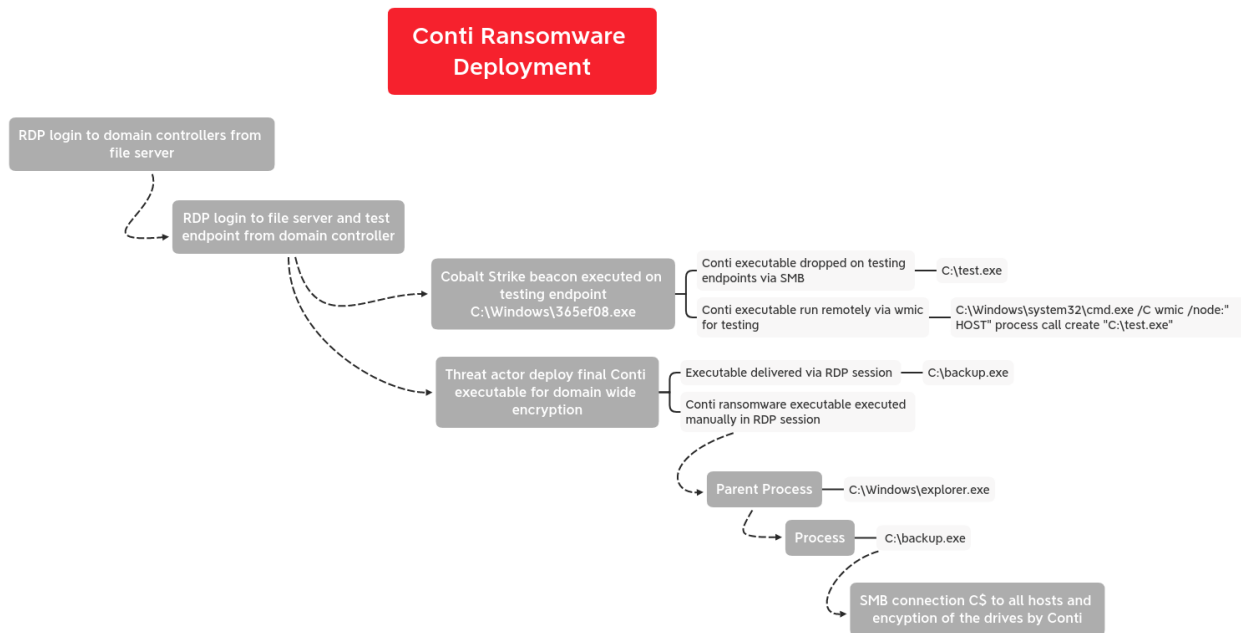 Conti Ransomware
Deployment
RDP login to domain controllers from
file server
RDP login to file server and test
endpoint from domain controller
Cobalt Strike beacon executed on
testing endpoint
C:\Windows\365ef08.exe
Conti executable dropped on testing
endpoints via SMB
C:\test.exe
Conti executable run remotely via wmic
for testing
C:\Windows\system32\cmd.exe /C wmic /node:"
HOST" process call create "C:\test.exe"
Threat actor deploy final Conti
executable for domain wide
encryption
Executable delivered via RDP session
C:\backup.exe
Conti ransomware executable executed
manually in RDP session
Parent Process
C:\Windows\explorer.exe
Process
C:\backup.exe
SMB connection C$ to all hosts and
encyption of the drives by Conti